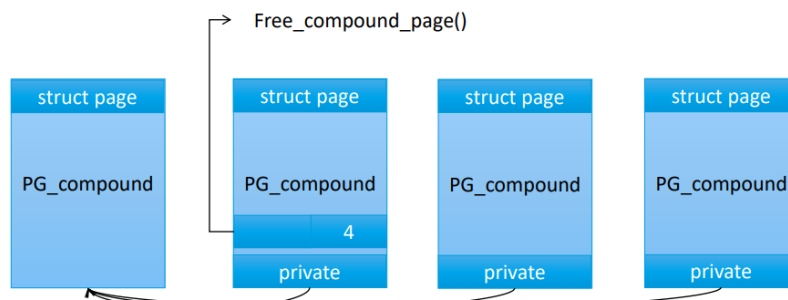 Free_compound_page()
struct page struct page struct page struct page
PG_compound PG_compound PG_compound PG_compound
4
private private private